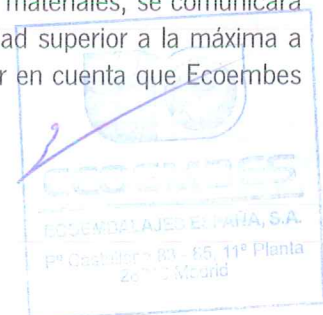 materiales, se comunicará
ad superior a la máxima a
r en cuenta que Ecoembes
ECOEMBALAJES ESPAÑA, S.A.
Pº Castellana 83 - 85, 11ª Planta
Madrid